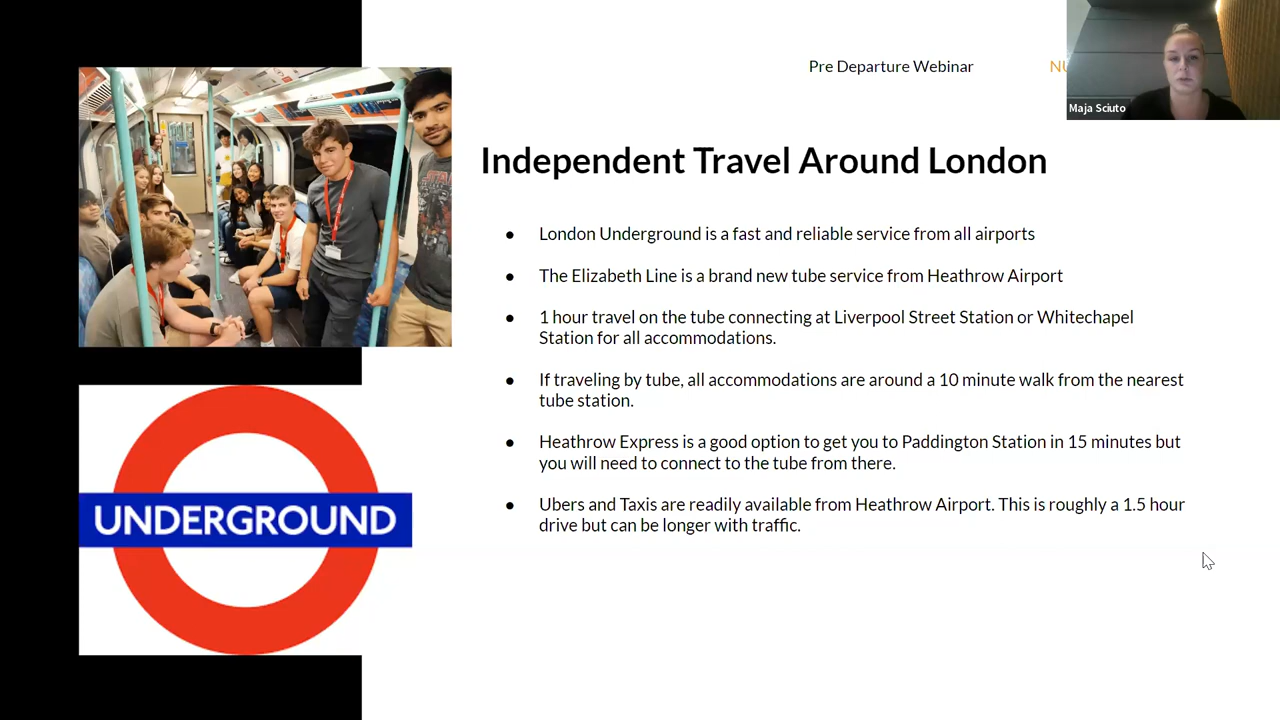 Pre Departure Webinar
NU
Maja Sciuto
Independent Travel Around London
● London Underground is a fast and reliable service from all airports
● The Elizabeth Line is a brand new tube service from Heathrow Airport
● 1 hour travel on the tube connecting at Liverpool Street Station or Whitechapel
Station for all accommodations.
● If traveling by tube, all accommodations are around a 10 minute walk from the nearest
tube station.
● Heathrow Express is a good option to get you to Paddington Station in 15 minutes but
you will need to connect to the tube from there.
● Ubers and Taxis are readily available from Heathrow Airport. This is roughly a 1.5 hour
drive but can be longer with traffic.
UNDERGROUND